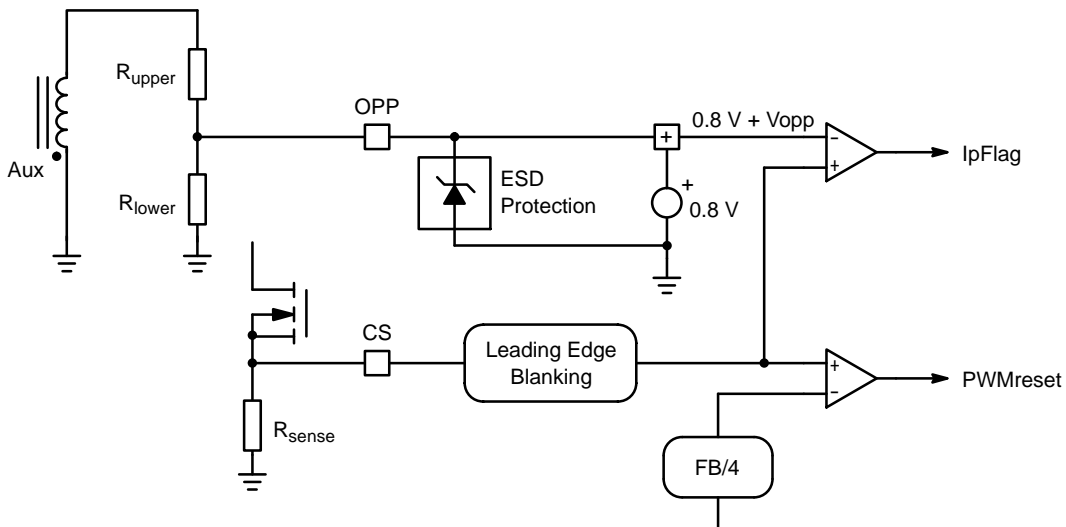 Rupper
OPP
0.8 V + Vopp
+
-
+
IpFlag
Aux
Rlower
ESD
Protection
+
0.8 V
CS
Leading Edge
Blanking
+
-
PWMreset
Rsense
FB/4